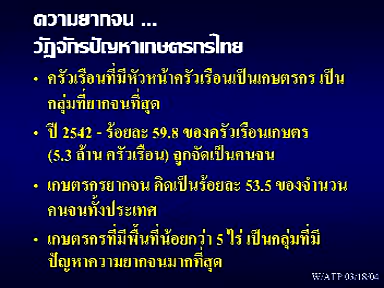 ความยากจน ...
วัฏจักรปัญหาเกษตรกรไทย
• ครัวเรือนที่มีหัวหน้าครัวเรือนเป็นเกษตรกร เป็น
กลุ่มที่ยากจนที่สุด
• ปี 2542 - ร้อยละ 59.8 ของครัวเรือนเกษตร
(5.3 ล้าน ครัวเรือน) ถูกจัดเป็นคนจน
• เกษตรกรยากจน คิดเป็นร้อยละ 53.5 ของจำนวน
คนจนทั้งประเทศ
• เกษตรกรที่มีพื้นที่น้อยกว่า 5 ไร่ เป็นกลุ่มที่มี
ปัญหาความยากจนมากที่สุด
W/ATP 03/18/04